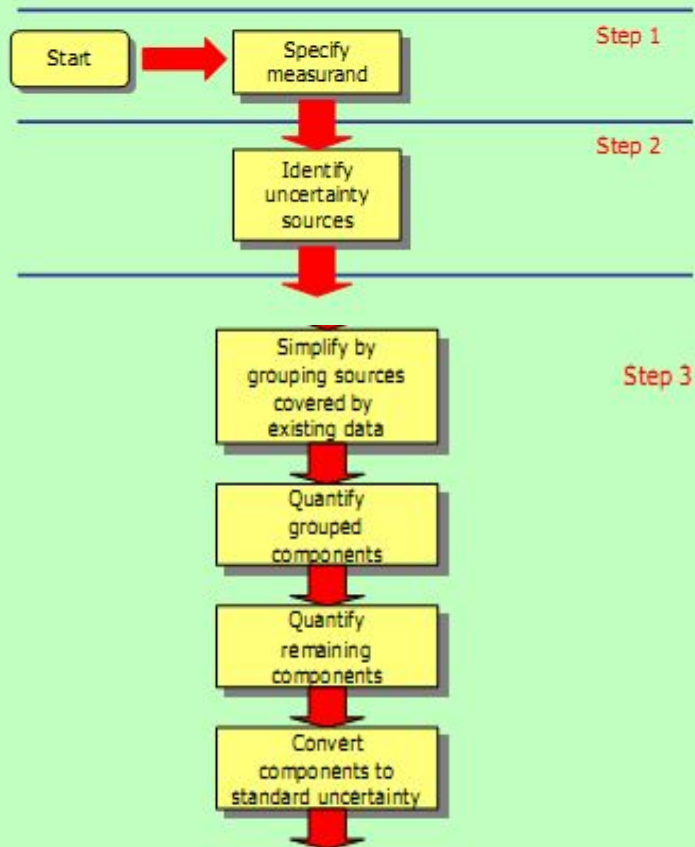 Start
Specify
measurand
Step 1
Step 2
Identify
uncertainty
sources
Simplify by
grouping sources
covered by
existing data
Step 3
Quantify
grouped
components
Quantify
remaining
components
Convert
components to
standard uncertainty